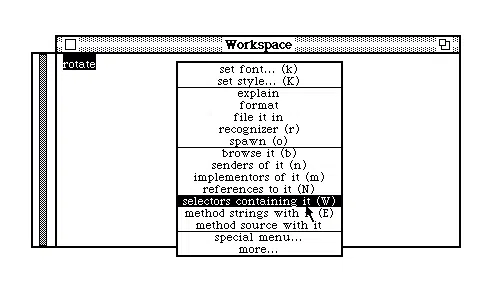 Workspace
rotate
set font... (k)
set style... (K)
explain
format
file it in
recognizer (r)
spawn (o)
browse it (b)
senders of it (n)
implementors of it (m)
references to it (N)
selectors containing it (W)
method strings with it (E)
method source with it
special menu...
more...